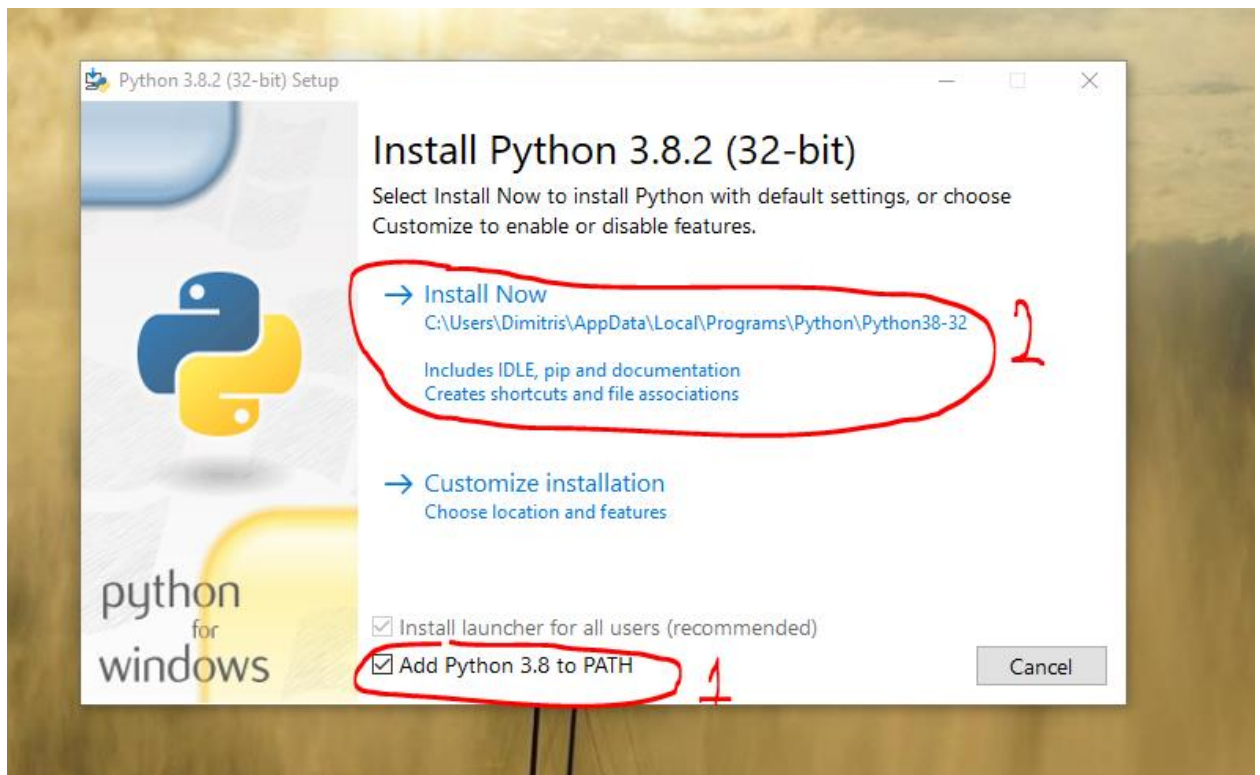 Python 3.8.2 (32-bit) Setup
Install Python 3.8.2 (32-bit)
Select Install Now to install Python with default settings, or choose
Customize to enable or disable features.
→ Install Now
C:\Users\Dimitris\AppData\Local\Programs\Python\Python38-32
2
Includes IDLE, pip and documentation
Creates shortcuts and file associations
→ Customize installation
Choose location and features
python
for
windows
Install launcher for all users (recommended)
Add Python 3.8 to PATH
1
Cancel